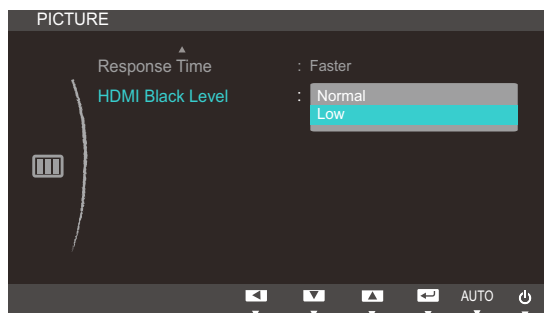 PICTURE
Response Time : Faster
HDMI Black Level : Normal
Low
AUTO